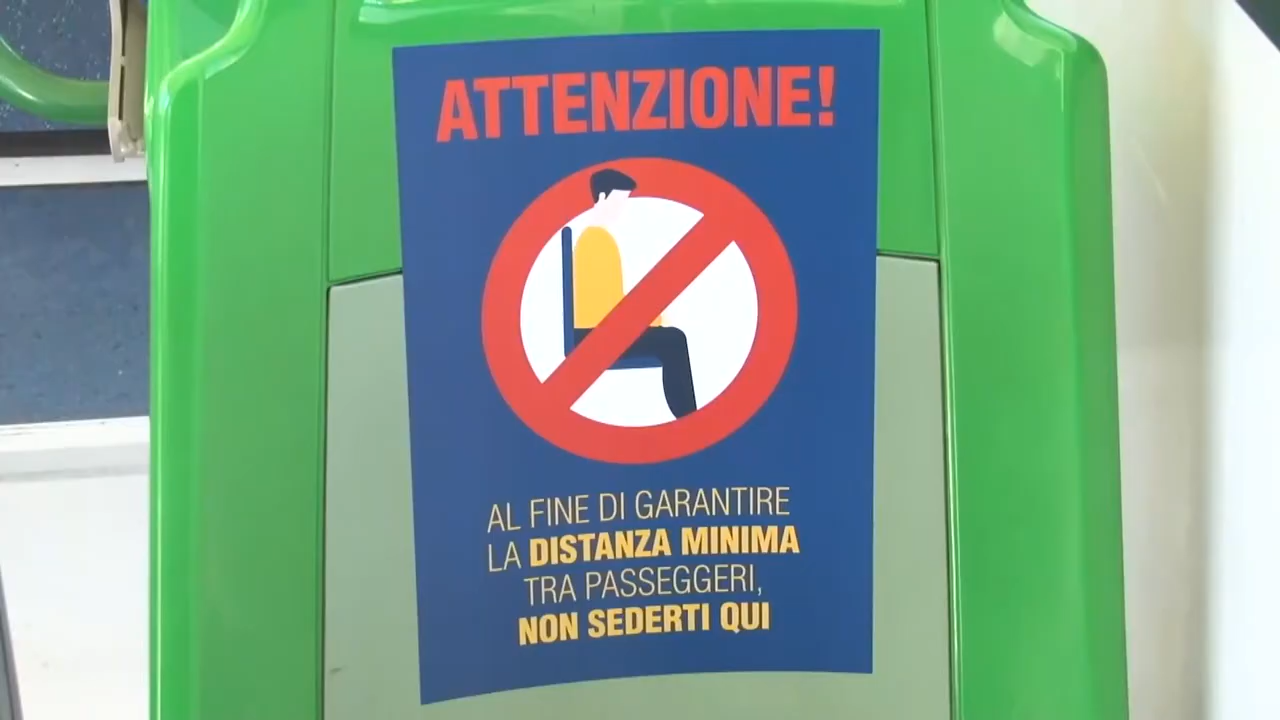 ATTENZIONE!
AL FINE DI GARANTIRE
LA DISTANZA MINIMA
TRA PASSEGGERI,
NON SEDERTI QUI